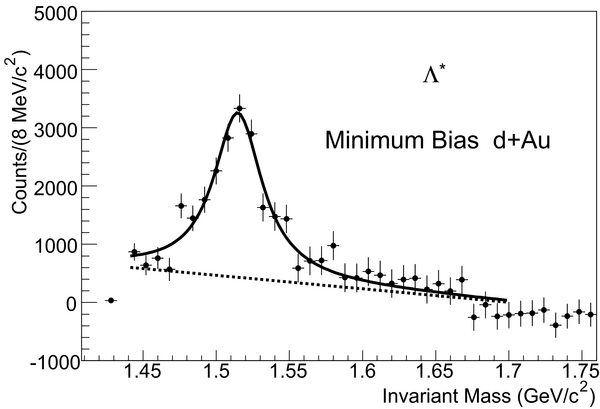 5000
4000
3000
2000
1000
0
-1000
Counts/(8 MeV/c²)
Λ*
Minimum Bias d+Au
1.45 1.5 1.55 1.6 1.65 1.7 1.75
Invariant Mass (GeV/c²)